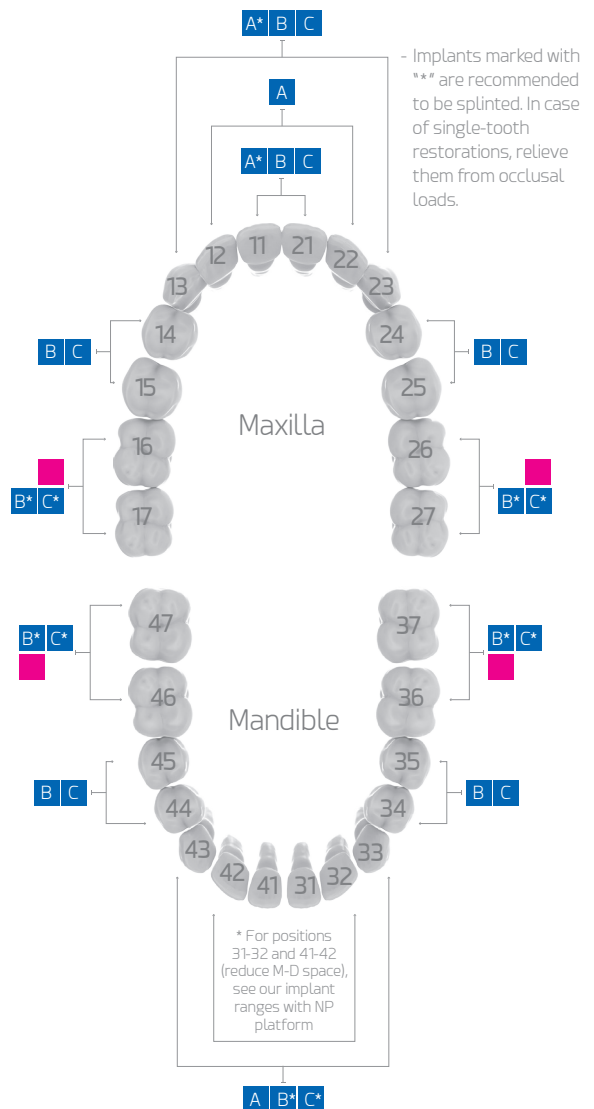 A* B C
- Implants marked with
"*" are recommended
to be splinted. In case
of single-tooth
restorations, relieve
them from occlusal
loads.
A
A* B C
11 21
12 22
13 23
14 24
B C
B C
15 25
Maxilla
16 26
B* C*
B* C*
17 27
47 37
B* C*
B* C*
46 36
Mandible
45 35
B C
B C
44 34
43 33
42 32
41 31
* For positions
31-32 and 41-42
(reduce M-D space),
see our implant
ranges with NP
platform
A B* C*